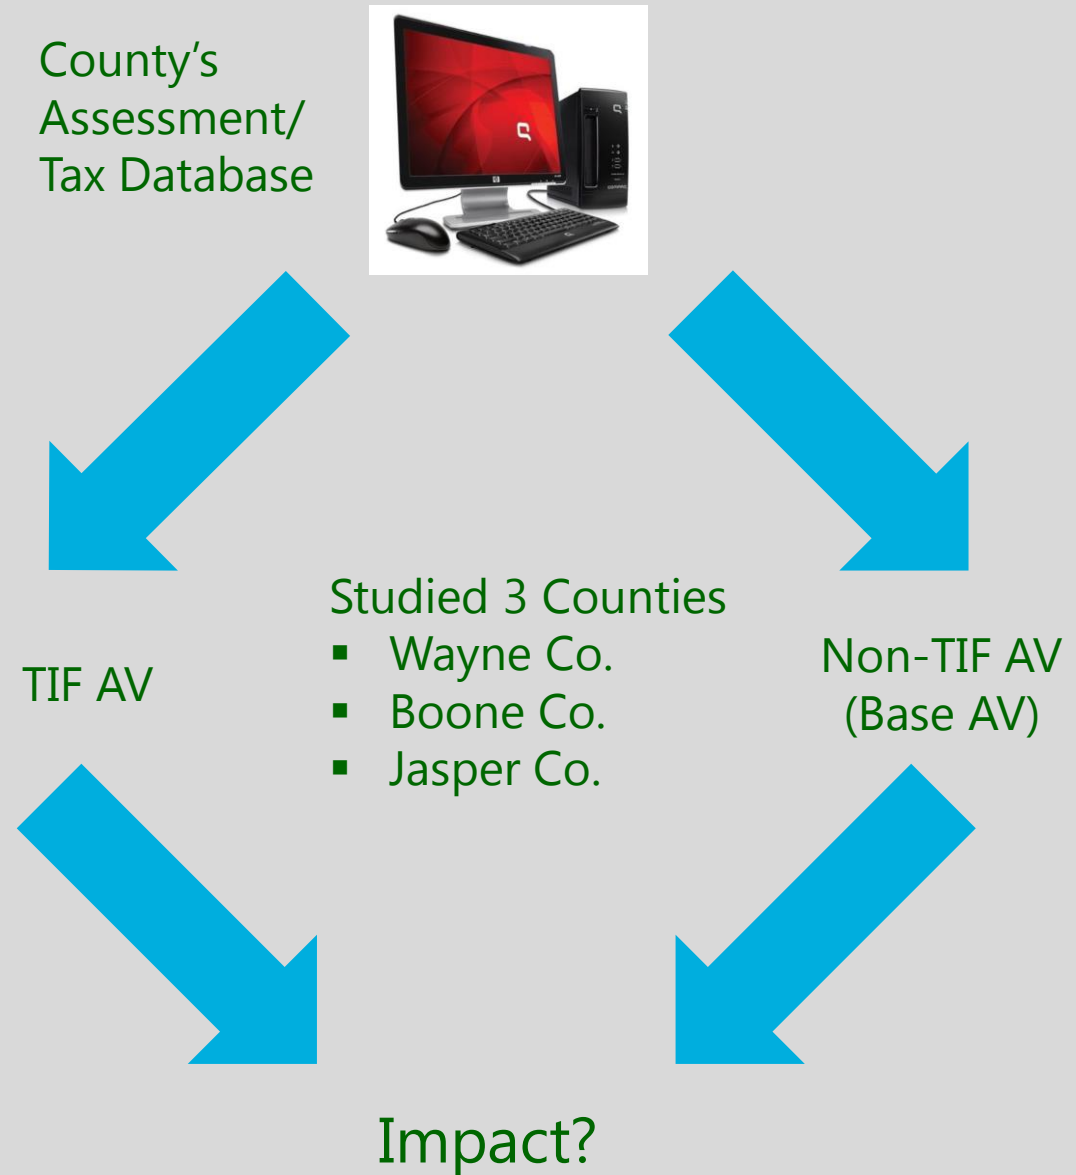 County's
Assessment/
Tax Database
Studied 3 Counties
▪ Wayne Co.
▪ Boone Co.
▪ Jasper Co.
TIF AV
Non-TIF AV
(Base AV)
Impact?